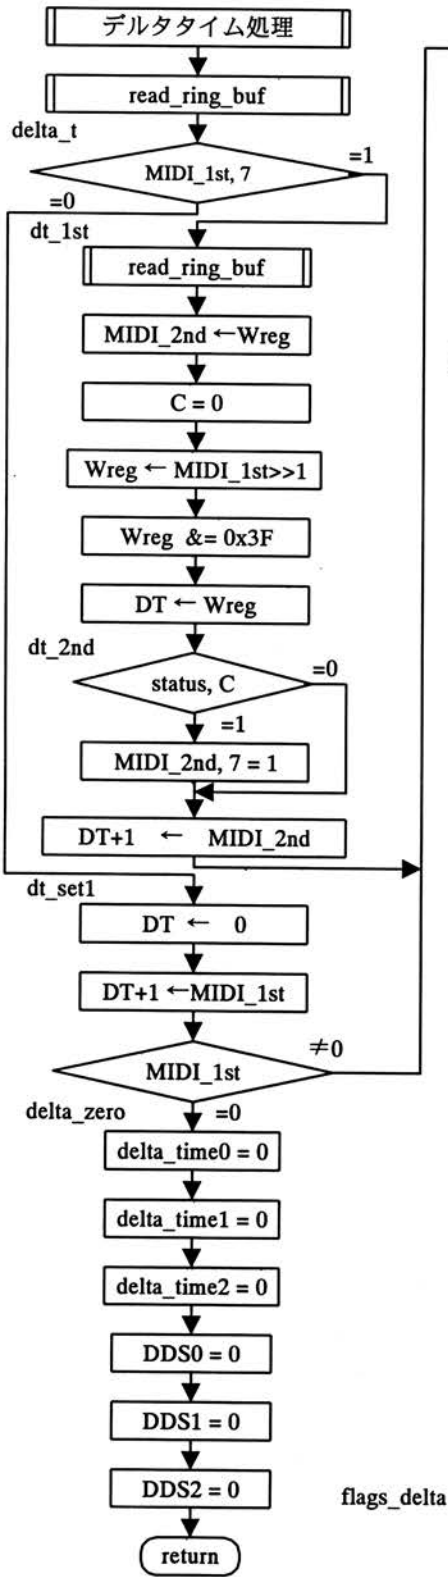 デルタタイム処理
read_ring_buf
delta_t
MIDI_1st, 7
=1
=0
dt_1st
read_ring_buf
MIDI_2nd ←Wreg
C = 0
Wreg ← MIDI_1st>>1
Wreg &= 0x3F
DT ← Wreg
dt_2nd
=0
status, C
=1
MIDI_2nd, 7 = 1
DT+1 ← MIDI_2nd
dt_set1
DT ← 0
DT+1 ←MIDI_1st
≠0
MIDI_1st
delta_zero
=0
delta_time0 = 0
delta_time1 = 0
delta_time2 = 0
DDS0 = 0
DDS1 = 0
DDS2 = 0
flags_delta
return